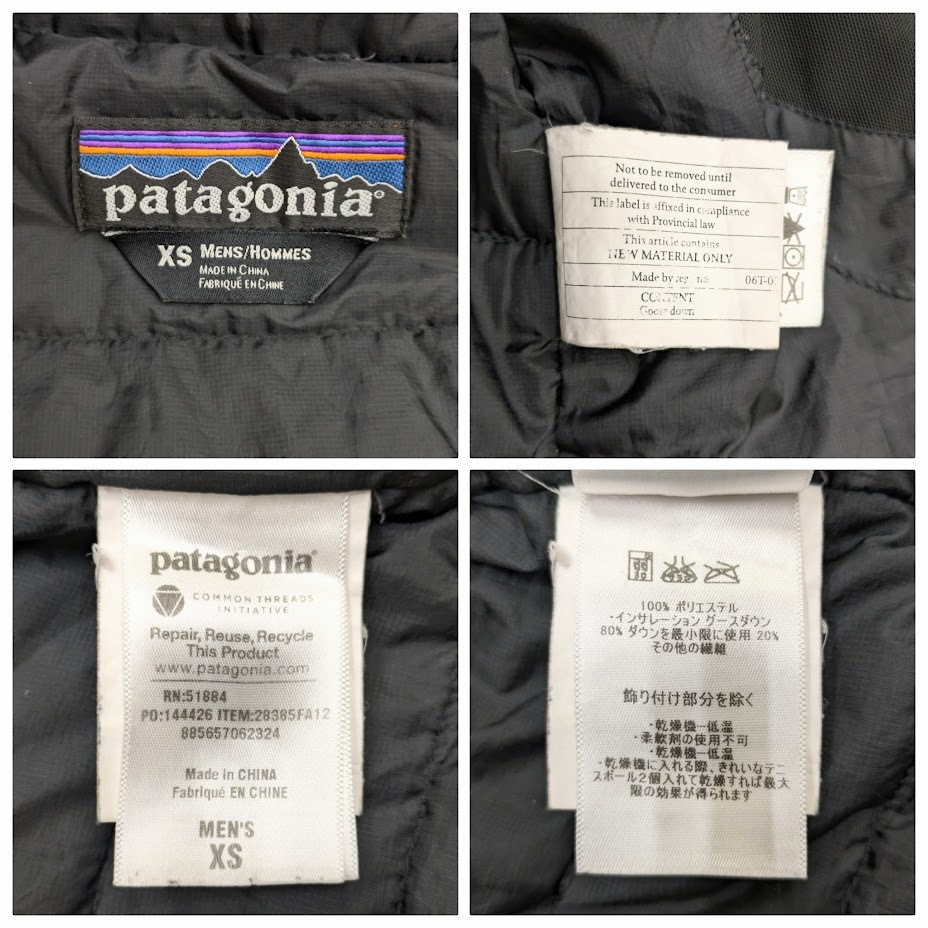 patagonia®
XS MENS/HOMMES
MADE IN CHINA
FABRIQUÉ EN CHINE
Not to be removed until
delivered to the consumer
This label is affixed in compliance
with Provincial law
This article contains
NEW MATERIAL ONLY
Made by reg no. 06T-0
CONTENT
Goose down
patagonia®
COMMON THREADS
INITIATIVE
Repair, Reuse, Recycle
This Product
www.patagonia.com
RN:51884
PO:144426 ITEM:28385FA12
885657062324
Made in CHINA
Fabriqué EN CHINE
MEN'S
XS
100% ポリエステル
・インサレーション グースダウン
80% ダウンを最小限に使用 20%
その他の繊維
飾り付け部分を除く
・乾燥機ー低温
・柔軟剤の使用不可
・乾燥機ー低温
・乾燥機に入れる際、きれいなテニ
スボール2個入れて乾燥すれば最大
限の効果が得られます